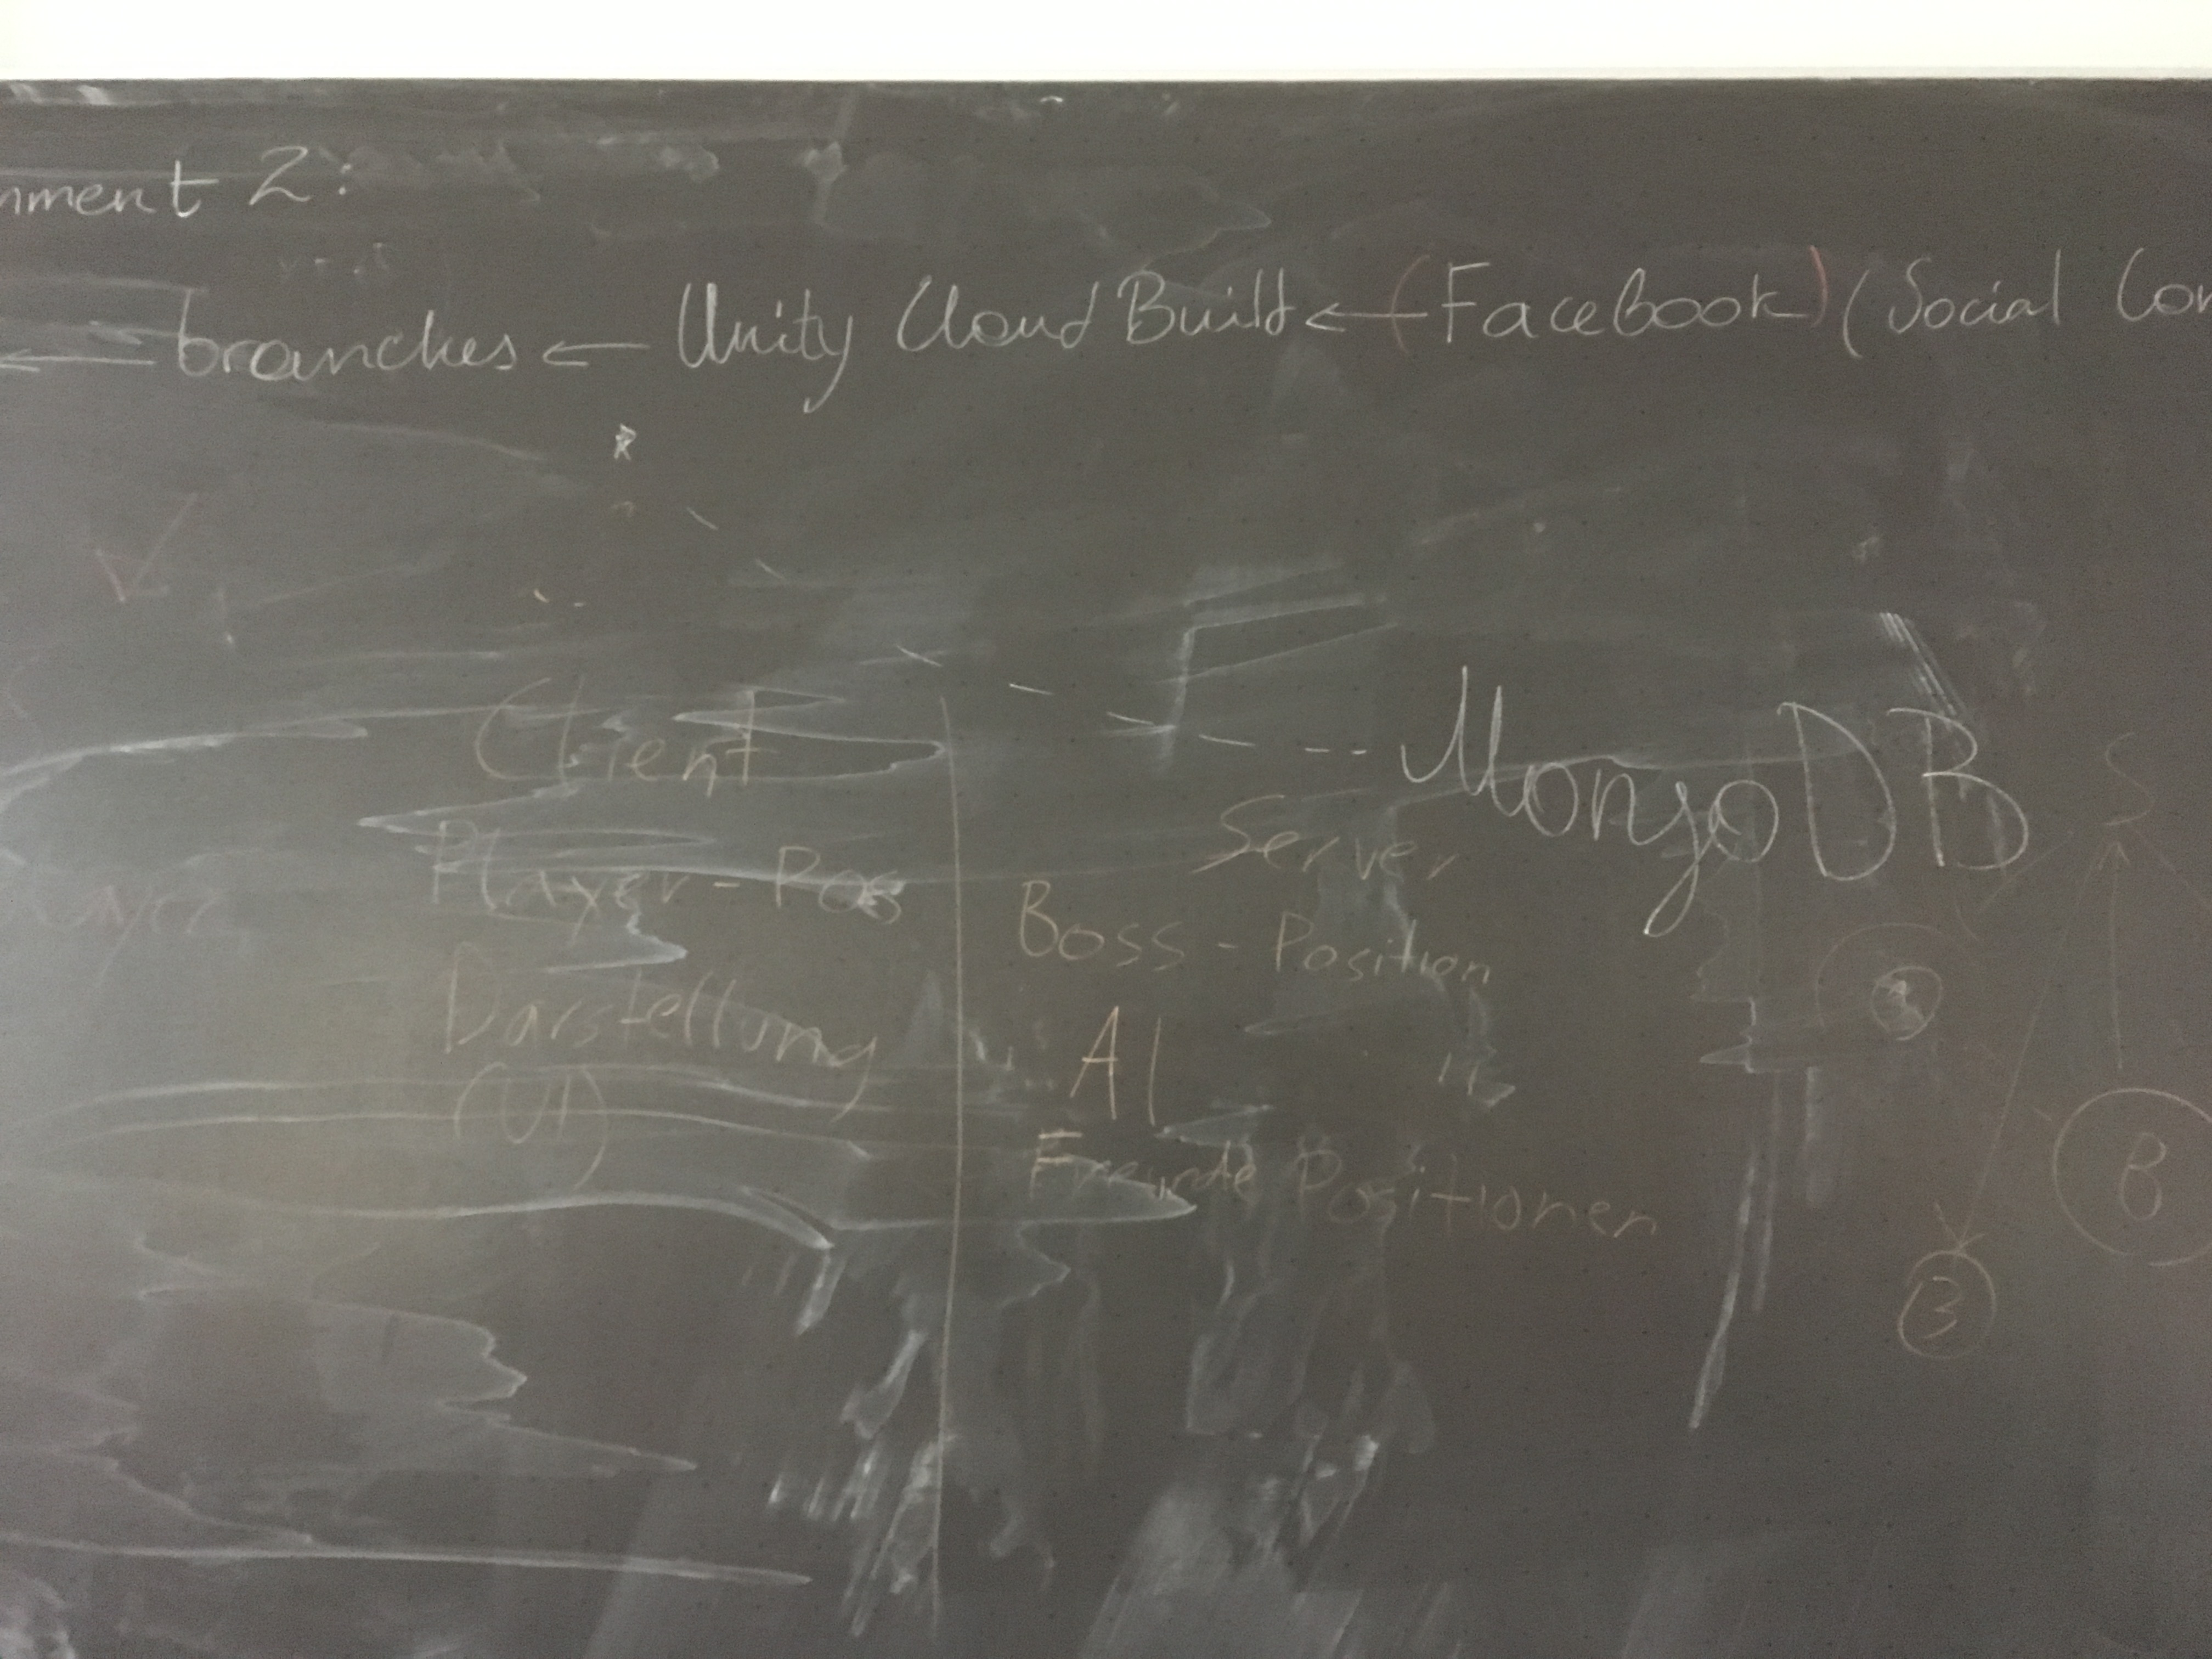 nment 2:
← branches ← Unity Cloud Build ← (Facebook) (Social Con
Client
Player-Pos
Darstellung
(UI)
MongoDB
Server
Boss - Position
AI
Freunde Positionen
S
B
B